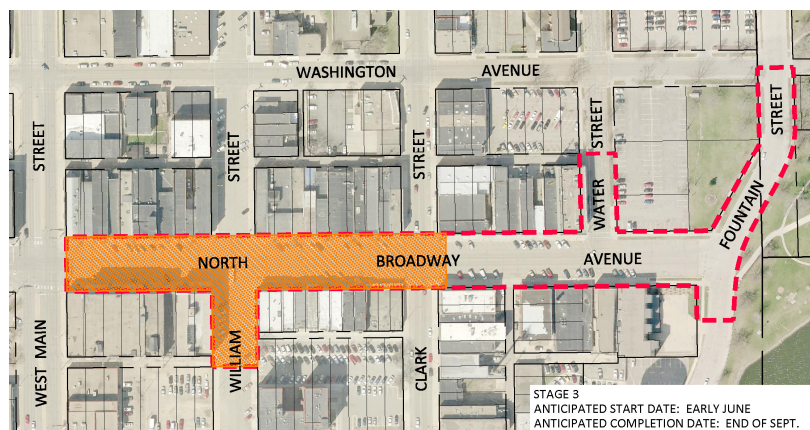 WASHINGTON AVENUE
STREET
STREET
STREET
STREET
STREET
WATER
FOUNTAIN
NORTH BROADWAY AVENUE
WEST MAIN
WILLIAM
CLARK
STAGE 3
ANTICIPATED START DATE: EARLY JUNE
ANTICIPATED COMPLETION DATE: END OF SEPT.